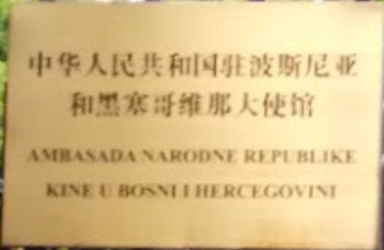 中华人民共和国驻波斯尼亚
和黑塞哥维那大使馆
AMBASADA NARODNE REPUBLIKE
KINE U BOSNI I HERCEGOVINI